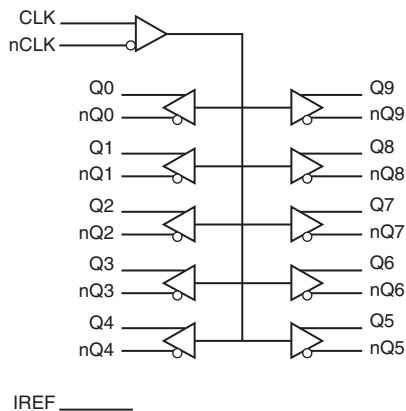 CLK
nCLK
Q0 Q9
nQ0 nQ9
Q1 Q8
nQ1 nQ8
Q2 Q7
nQ2 nQ7
Q3 Q6
nQ3 nQ6
Q4 Q5
nQ4 nQ5
IREF